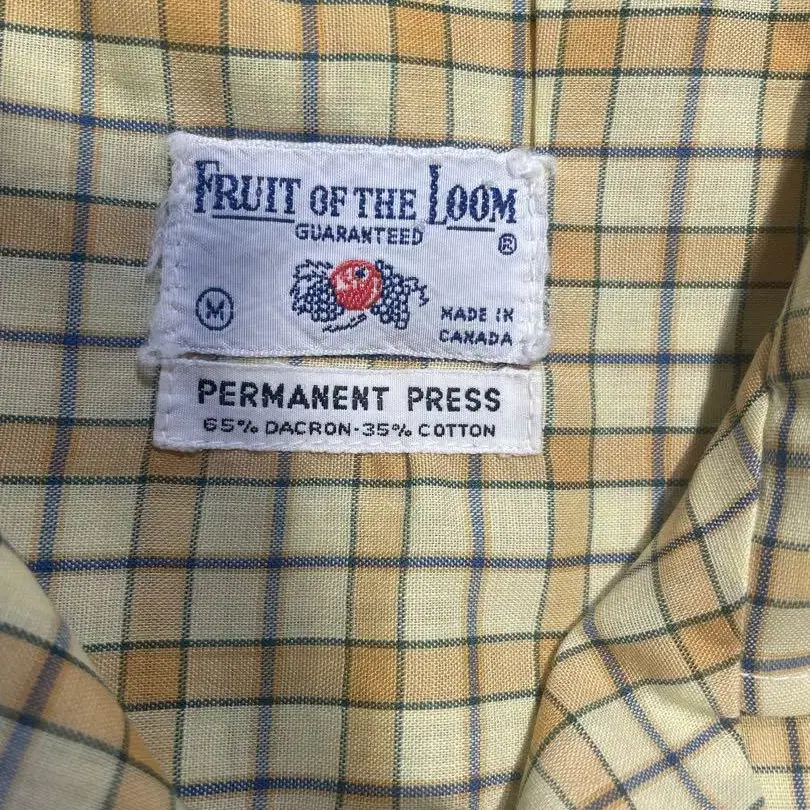 FRUIT OF THE LOOM
GUARANTEED
®
M
MADE IN
CANADA
PERMANENT PRESS
65% DACRON-35% COTTON